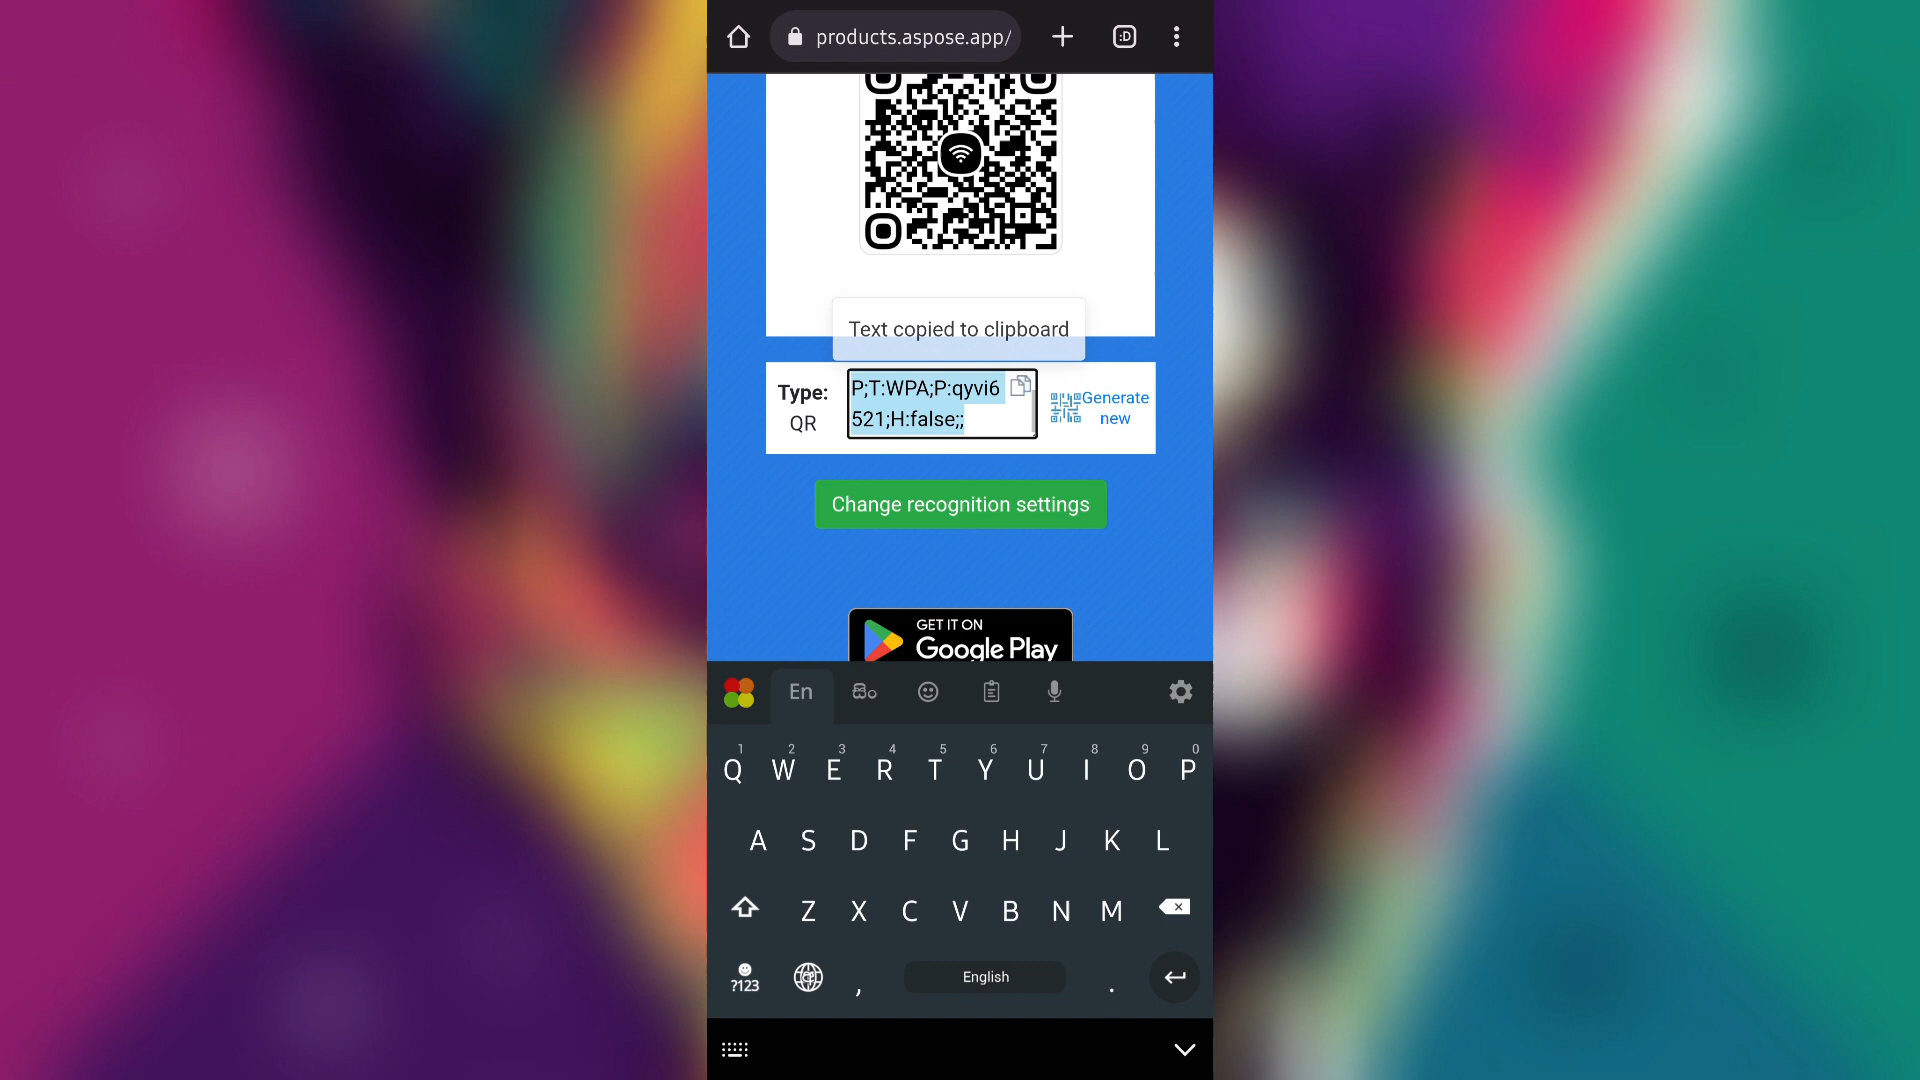 products.aspose.app/
:D
Text copied to clipboard
Type:
QR
P;T:WPA;P:qyvi6
521;H:false;;
Generate
new
Change recognition settings
GET IT ON
Google Play
En
1 2 3 4 5 6 7 8 9 0
Q W E R T Y U I O P
A S D F G H J K L
Z X C V B N M
?123
,
English
.